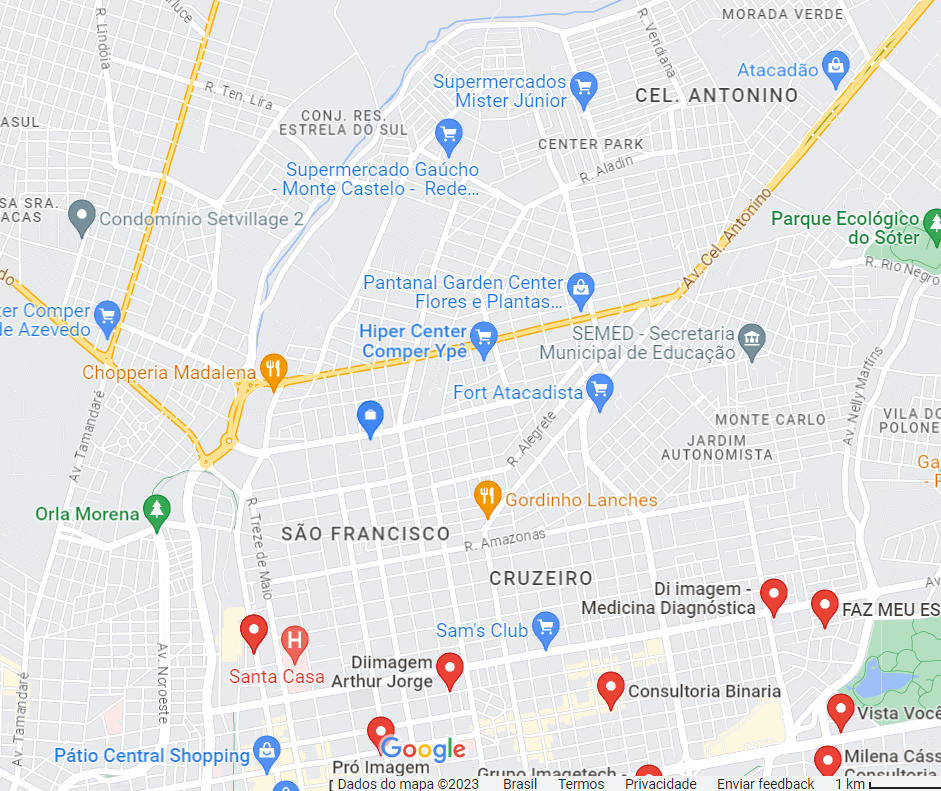 R. Lindóia
R. Veridiana
MORADA VERDE
Supermercados
Mister Júnior
Atacadão
CEL. ANTONINO
R. Ten. Lira
CONJ. RES.
ESTRELA DO SUL
CENTER PARK
R. Aladin
Supermercado Gaúcho
- Monte Castelo - Rede...
SA SRA.
ACAS
Condomínio Setvillage 2
Parque Ecológico
do Sóter
Av. Cel. Antonino
R. Rio Negro
Pantanal Garden Center
Flores e Plantas...
ter Comper
de Azevedo
Hiper Center
Comper Ype
SEMED - Secretaria
Municipal de Educação
Chopperia Madalena
Fort Atacadista
Av. Nelly Martins
Av. Tamandaré
R. Alegrete
MONTE CARLO
VILA DO
POLONE
JARDIM
AUTONOMISTA
Ga
- F
Gordinho Lanches
Orla Morena
R. Treze de Maio
SÃO FRANCISCO
R. Amazonas
CRUZEIRO
Di imagem -
Medicina Diagnóstica
Av
FAZ MEU ES
Sam's Club
Santa Casa
Av. Noroeste
Av. Tamandaré
Diimagem
Arthur Jorge
Consultoria Binaria
Vista Você
Pátio Central Shopping
Google
Pró Imagem
Grupo Imagetech -
Milena Cáss
Consultoria
Dados do mapa ©2023
Brasil
Termos
Privacidade
Enviar feedback
1 km